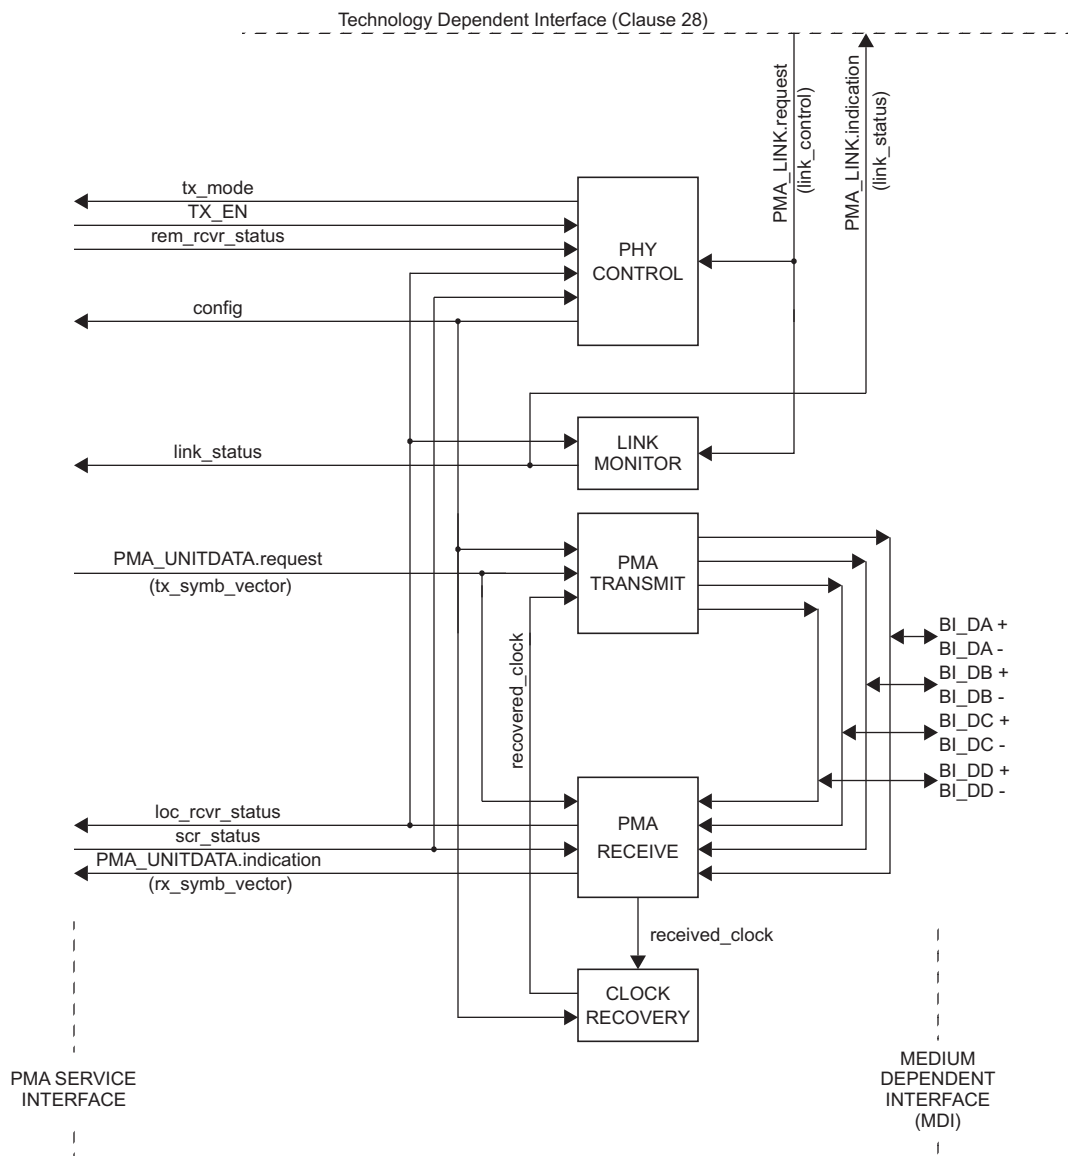 Technology Dependent Interface (Clause 28)
PMA_LINK.request
(link_control)
PMA_LINK.indication
(link_status)
tx_mode
TX_EN
rem_rcvr_status
PHY
CONTROL
config
LINK
MONITOR
link_status
PMA_UNITDATA.request
(tx_symb_vector)
PMA
TRANSMIT
recovered_clock
BI_DA +
BI_DA -
BI_DB +
BI_DB -
BI_DC +
BI_DC -
BI_DD +
BI_DD -
loc_rcvr_status
scr_status
PMA_UNITDATA.indication
(rx_symb_vector)
PMA
RECEIVE
received_clock
CLOCK
RECOVERY
PMA SERVICE
INTERFACE
MEDIUM
DEPENDENT
INTERFACE
(MDI)